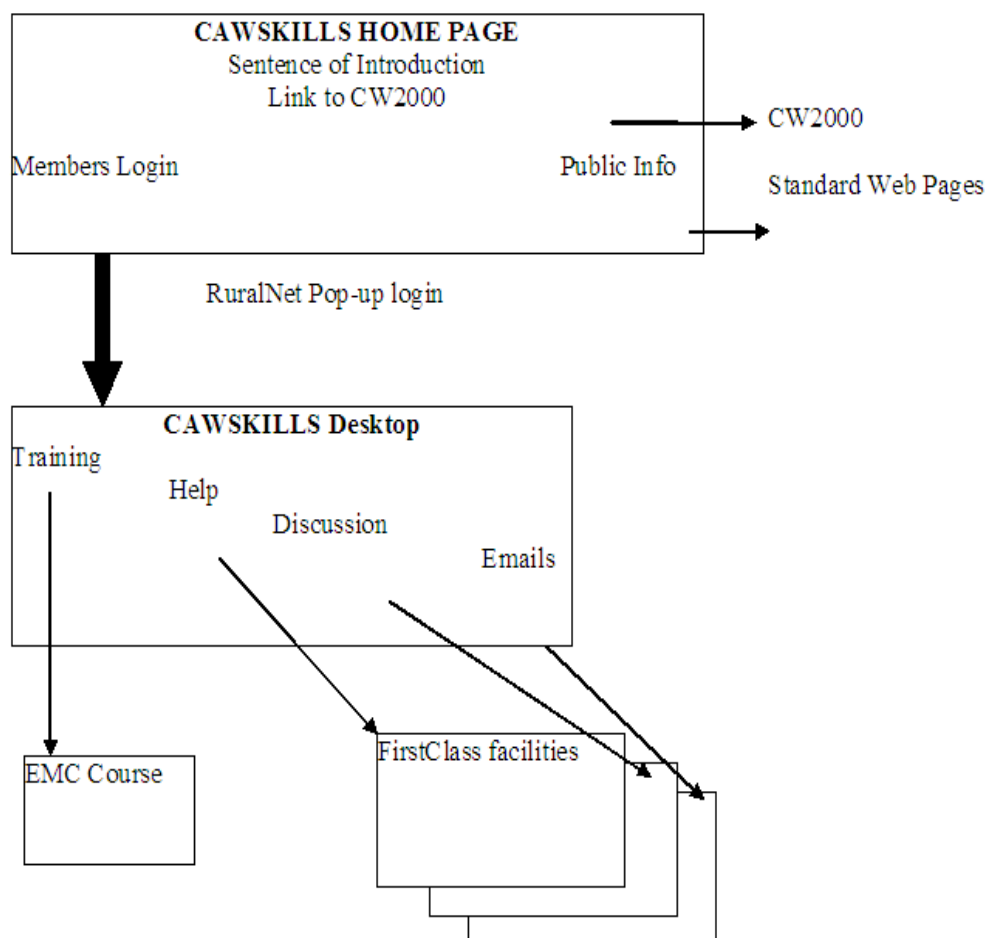 CAWSKILLS HOME PAGE
Sentence of Introduction
Link to CW2000
CW2000
Members Login
Public Info
Standard Web Pages
RuralNet Pop-up login
CAWSKILLS Desktop
Training
Help
Discussion
Emails
FirstClass facilities
EMC Course